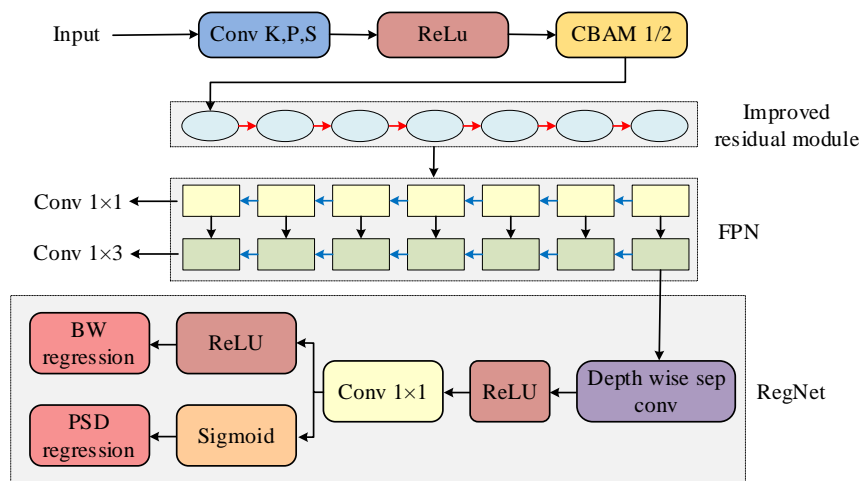 Input
Conv K,P,S
ReLu
CBAM 1/2
Improved
residual module
Conv 1×1
Conv 1×3
FPN
BW
regression
ReLU
Conv 1×1
ReLU
Depth wise sep
conv
RegNet
PSD
regression
Sigmoid